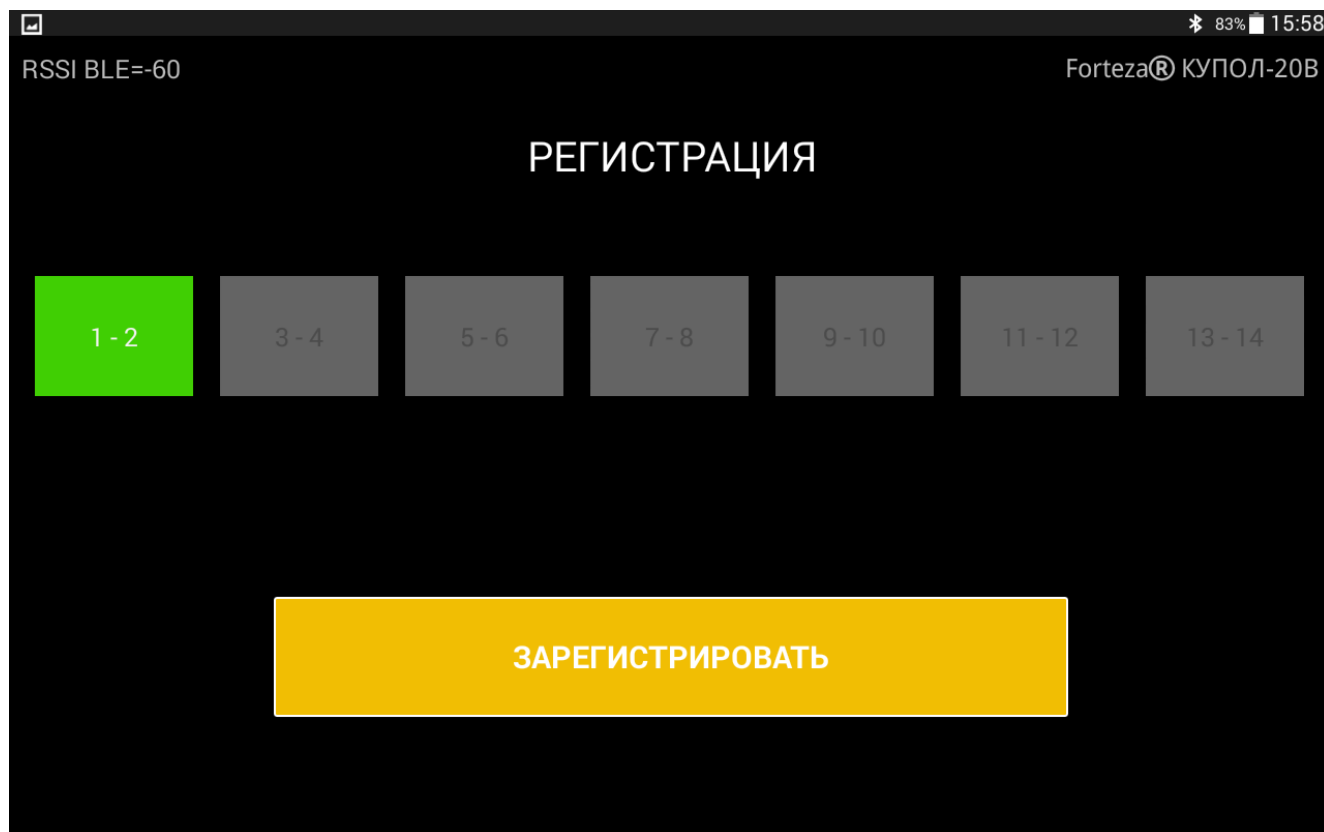 83% 15:58
RSSI BLE=-60 Forteza® КУПОЛ-20В
РЕГИСТРАЦИЯ
1 - 2 3 - 4 5 - 6 7 - 8 9 - 10 11 - 12 13 - 14
ЗАРЕГИСТРИРОВАТЬ